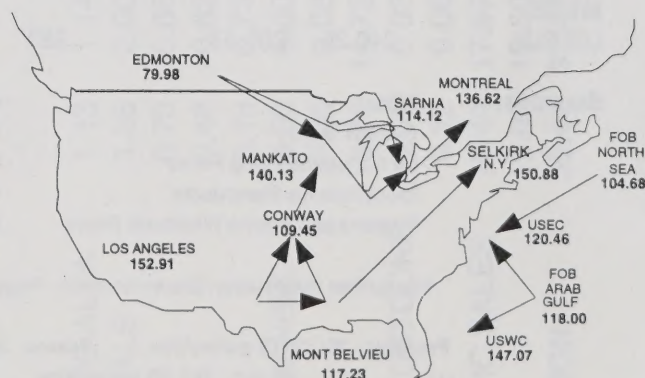 EDMONTON
79.98
MONTREAL
136.62
SARNIA
114.12
FOB
NORTH
SEA
104.68
SELKIRK
N.Y.
150.88
MANKATO
140.13
CONWAY
109.45
USEC
120.46
LOS ANGELES
152.91
FOB
ARAB
GULF
118.00
USWC
147.07
MONT BELVIEU
117.23